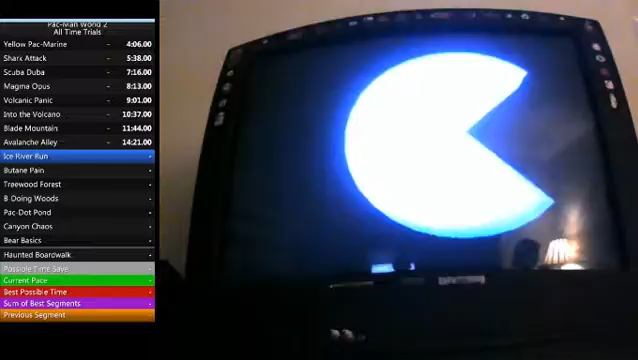 Pac-Man World 2
All Time Trials
Yellow Pac-Marine - 4:06.00
Shark Attack - 5:38.00
Scuba Duba - 7:16.00
Magma Opus - 8:13.00
Volcanic Panic - 9:01.00
Into the Volcano - 10:37.00
Blade Mountain - 11:44.00
Avalanche Alley - 14:21.00
Ice River Run -
Butane Pain -
Treewood Forest -
B-Doing Woods -
Pac-Dot Pond -
Canyon Chaos -
Bear Basics -
Haunted Boardwalk -
Possible Time Save -
Current Pace -
Best Possible Time -
Sum of Best Segments -
Previous Segment -